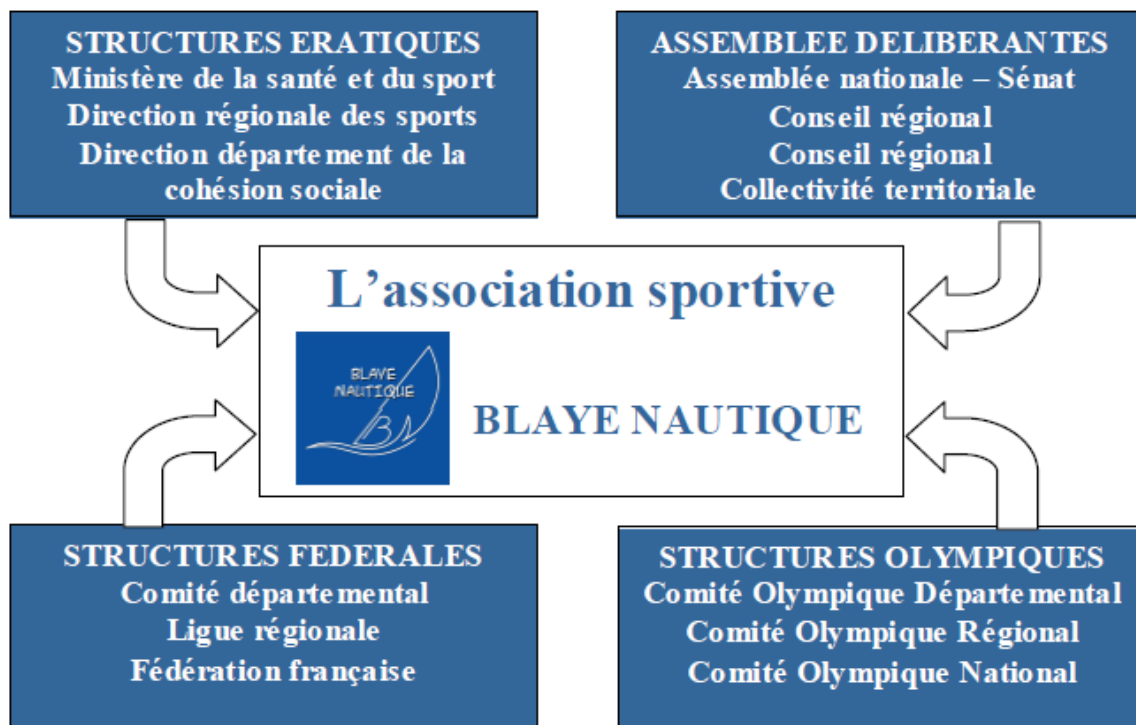 STRUCTURES ERATIQUES
Ministère de la santé et du sport
Direction régionale des sports
Direction département de la
cohésion sociale
ASSEMBLEE DELIBERANTES
Assemblée nationale – Sénat
Conseil régional
Conseil régional
Collectivité territoriale
L'association sportive
BLAYE
NAUTIQUE
BN
BLAYE NAUTIQUE
STRUCTURES FEDERALES
Comité départemental
Ligue régionale
Fédération française
STRUCTURES OLYMPIQUES
Comité Olympique Départemental
Comité Olympique Régional
Comité Olympique National